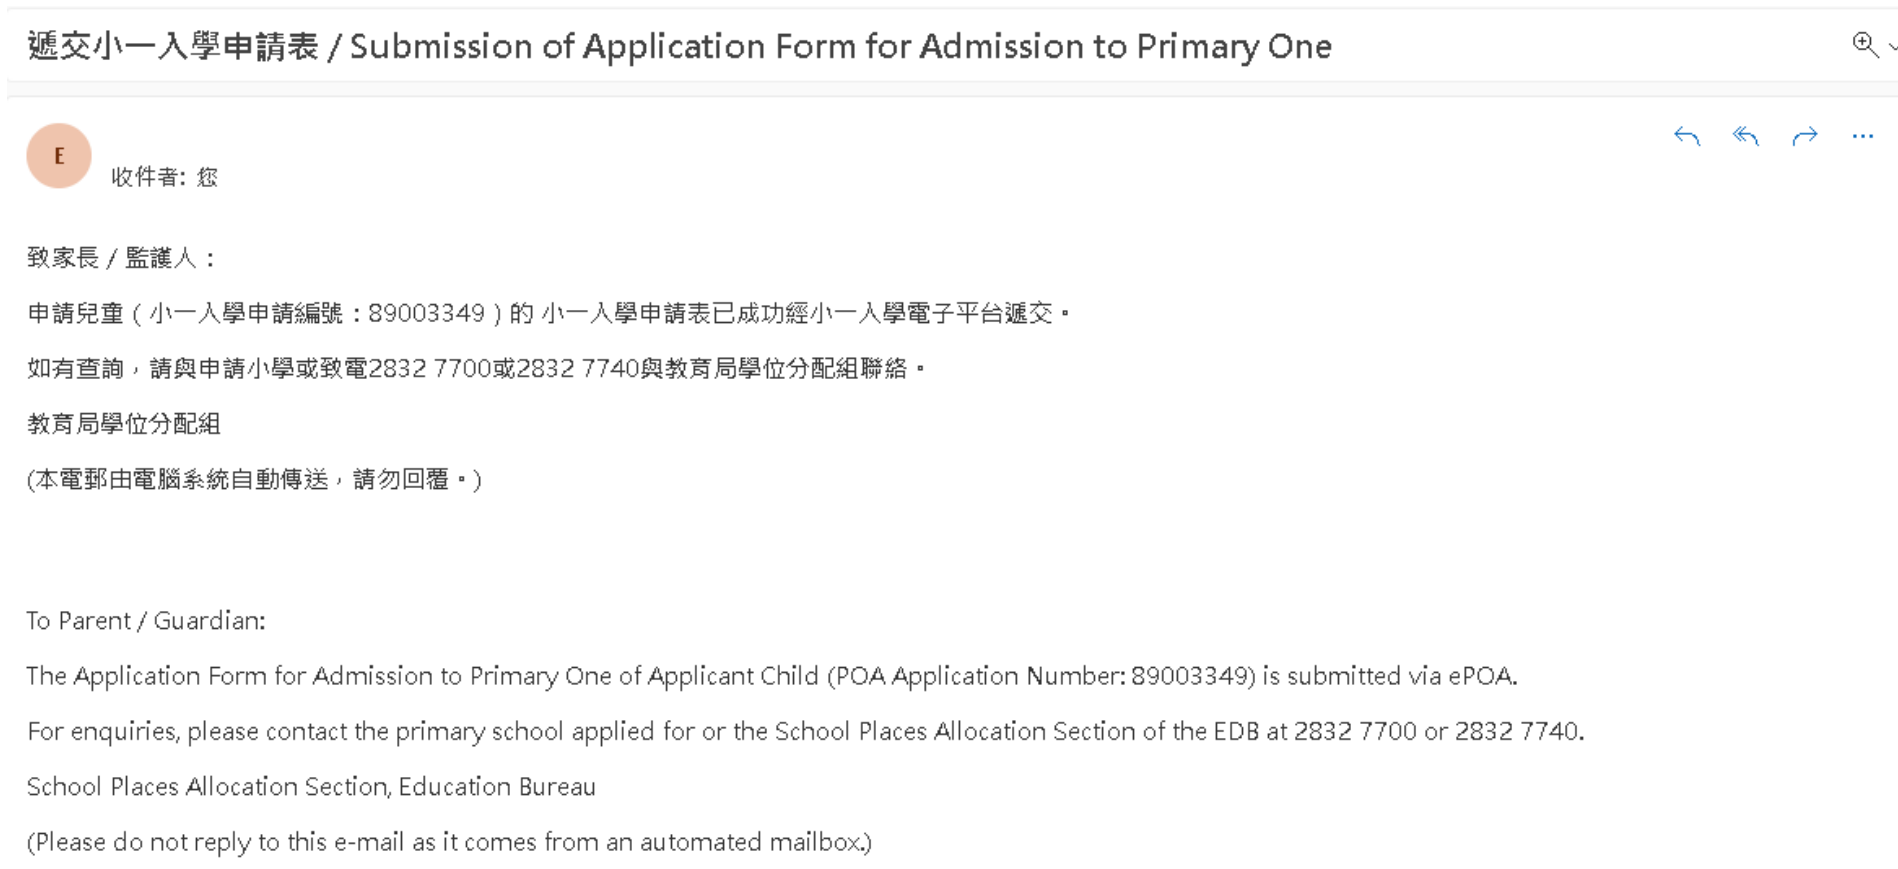 遞交小一入學申請表 / Submission of Application Form for Admission to Primary One
E
收件者: 您
致家長 / 監護人：
申請兒童（小一入學申請編號：89003349）的 小一入學申請表已成功經小一入學電子平台遞交。
如有查詢，請與申請小學或致電2832 7700或2832 7740與教育局學位分配組聯絡。
教育局學位分配組
(本電郵由電腦系統自動傳送，請勿回覆。)
To Parent / Guardian:
The Application Form for Admission to Primary One of Applicant Child (POA Application Number: 89003349) is submitted via ePOA.
For enquiries, please contact the primary school applied for or the School Places Allocation Section of the EDB at 2832 7700 or 2832 7740.
School Places Allocation Section, Education Bureau
(Please do not reply to this e-mail as it comes from an automated mailbox.)